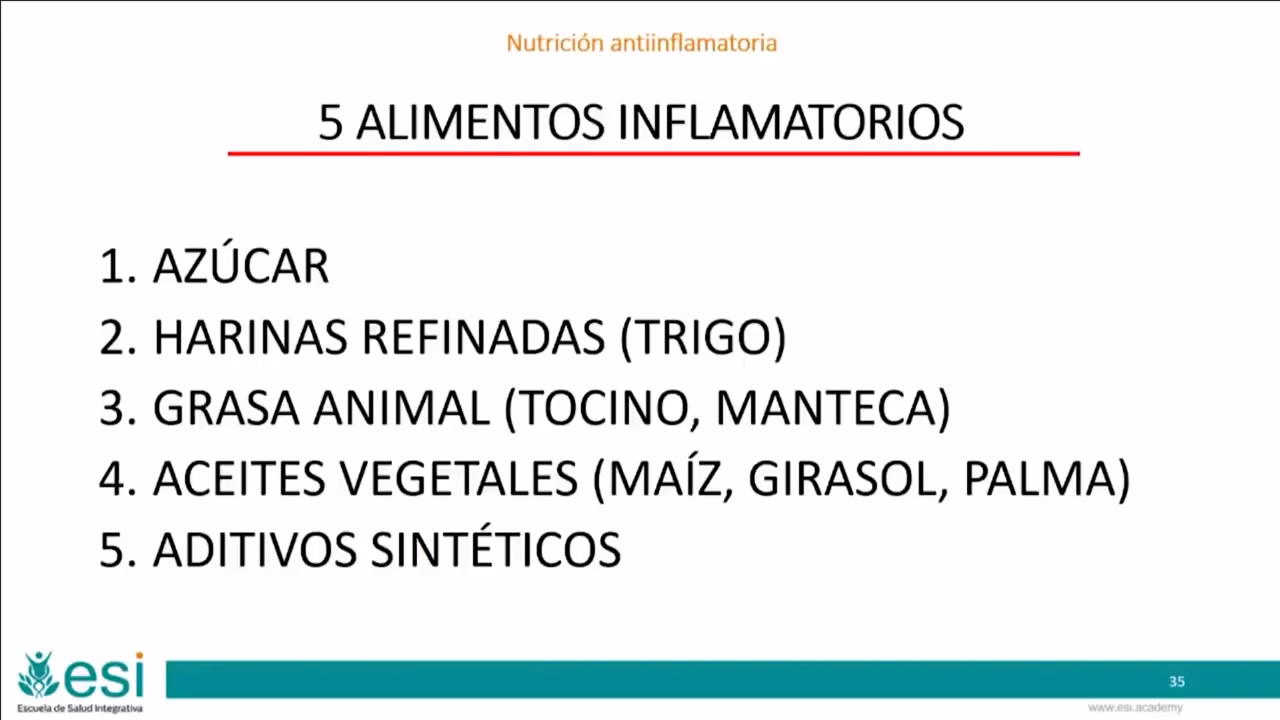 Nutrición antiinflamatoria
5 ALIMENTOS INFLAMATORIOS
1. AZÚCAR
2. HARINAS REFINADAS (TRIGO)
3. GRASA ANIMAL (TOCINO, MANTECA)
4. ACEITES VEGETALES (MAÍZ, GIRASOL, PALMA)
5. ADITIVOS SINTÉTICOS
esi
Escuela de Salud Integrativa
35
www.esi.academy